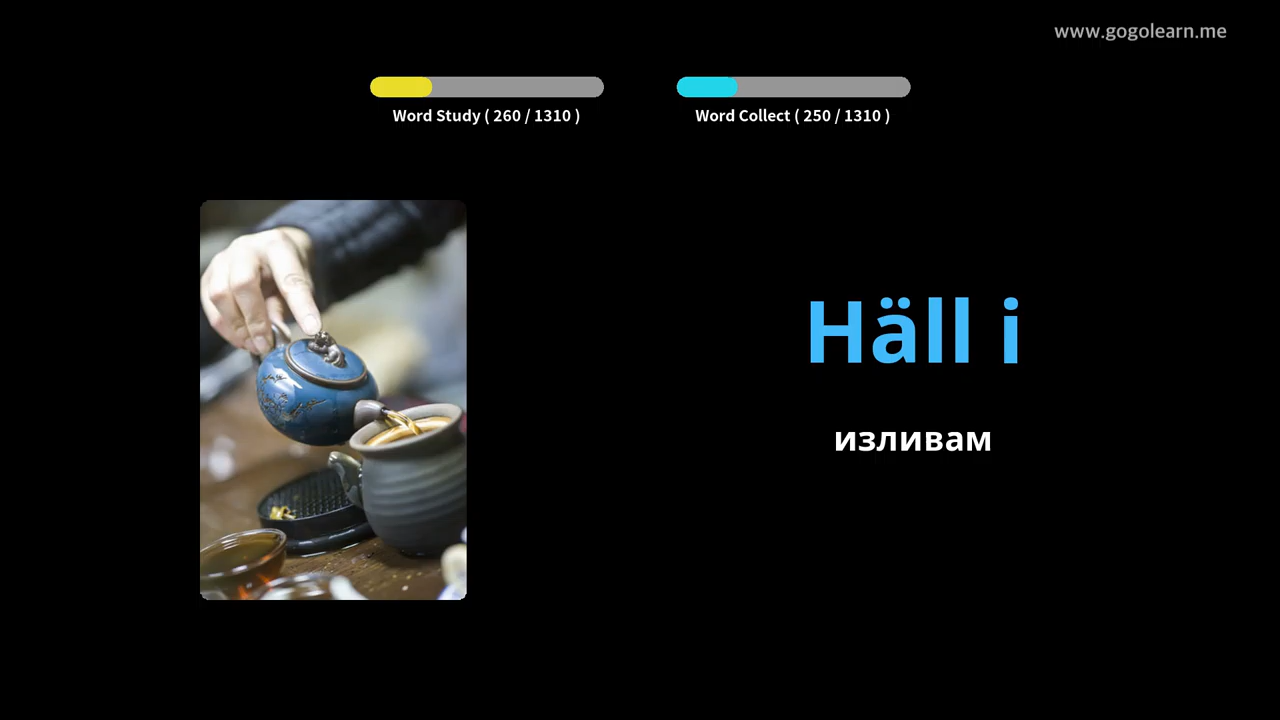 www.gogolearn.me
Word Study ( 260 / 1310 )
Word Collect ( 250 / 1310 )
Häll i
изливам